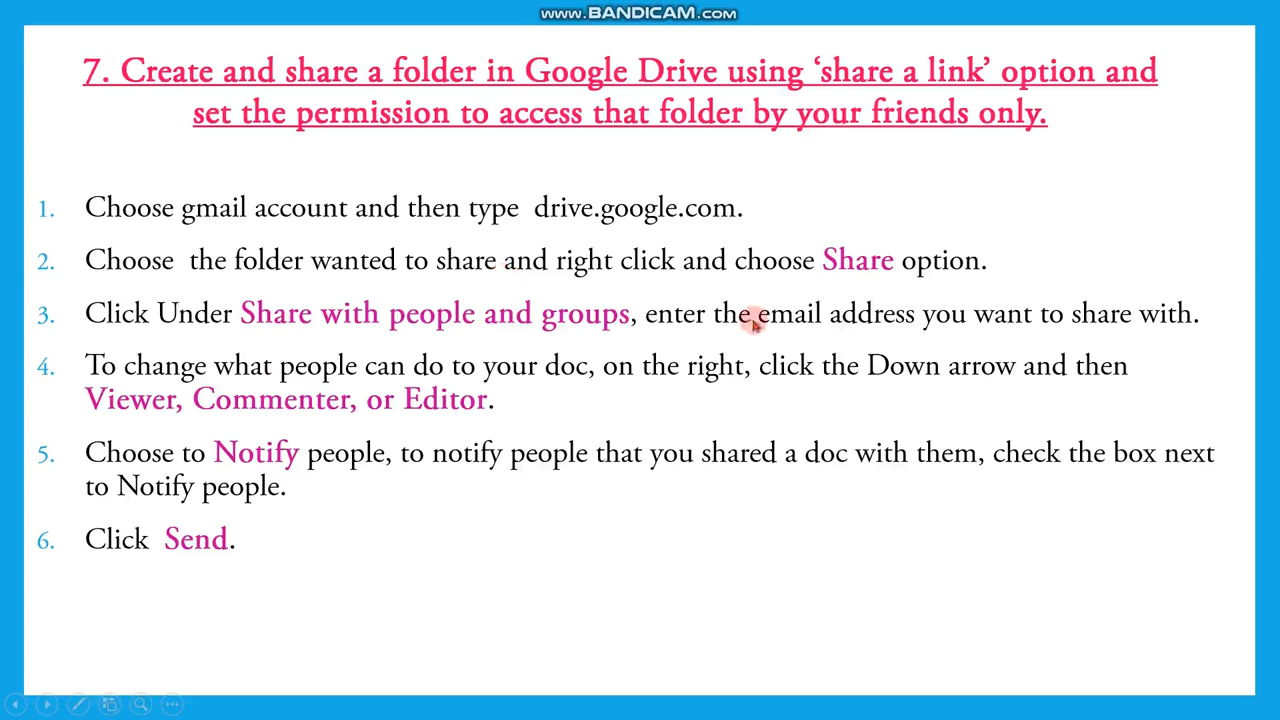 www.BANDICAM.com
7. Create and share a folder in Google Drive using ‘share a link’ option and
set the permission to access that folder by your friends only.
1. Choose gmail account and then type drive.google.com.
2. Choose the folder wanted to share and right click and choose Share option.
3. Click Under Share with people and groups, enter the email address you want to share with.
4. To change what people can do to your doc, on the right, click the Down arrow and then
Viewer, Commenter, or Editor.
5. Choose to Notify people, to notify people that you shared a doc with them, check the box next
to Notify people.
6. Click Send.